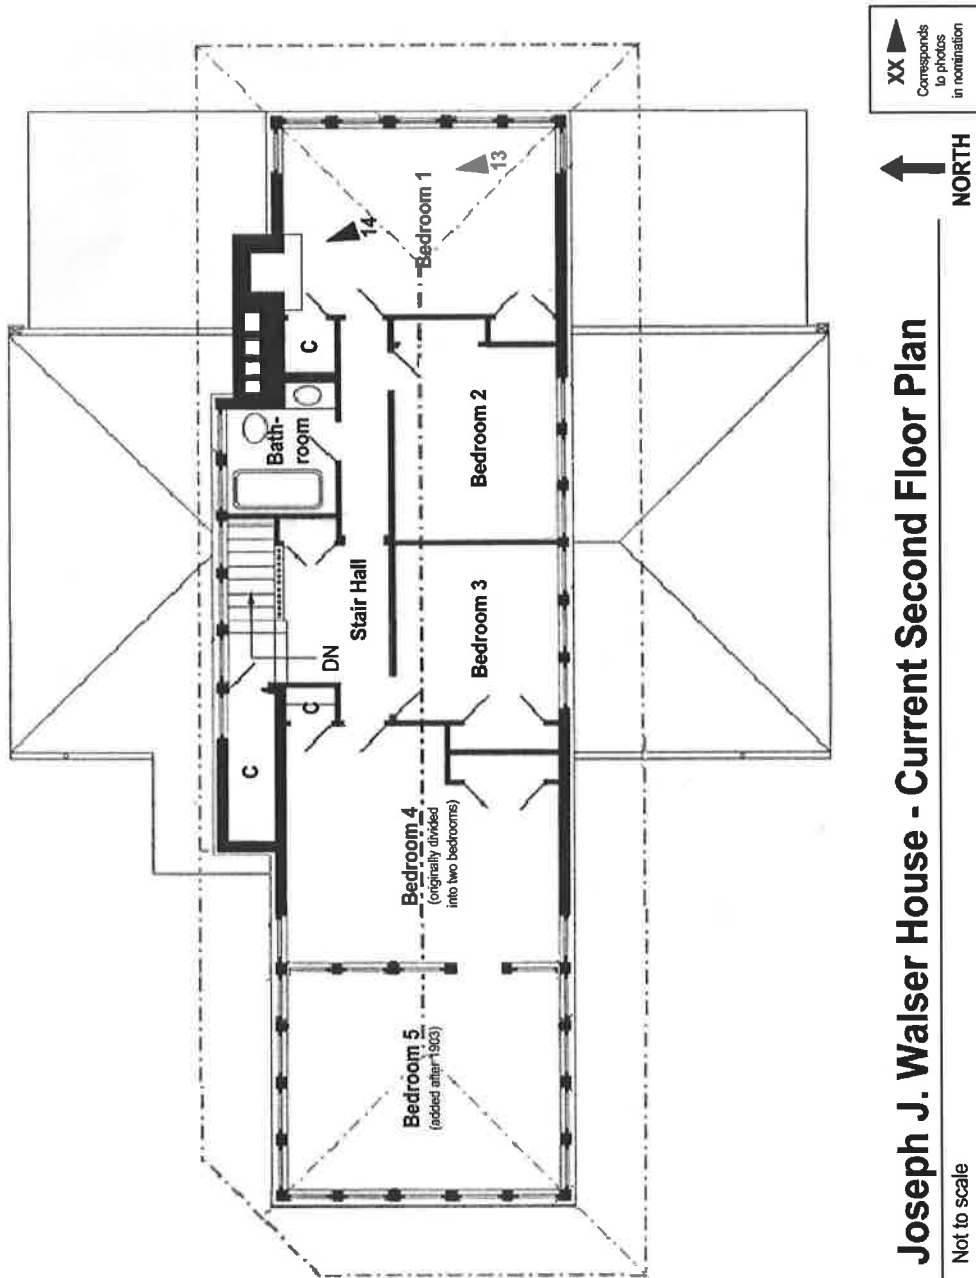 XX
Corresponds
to photos
in nomination
NORTH
13
14
Bedroom 1
C
Bath-
room
Bedroom 2
Stair Hall
DN
Bedroom 3
C
C
Bedroom 4
(originally divided
into two bedrooms)
Bedroom 5
(added after 1903)
Joseph J. Walser House - Current Second Floor Plan
Not to scale